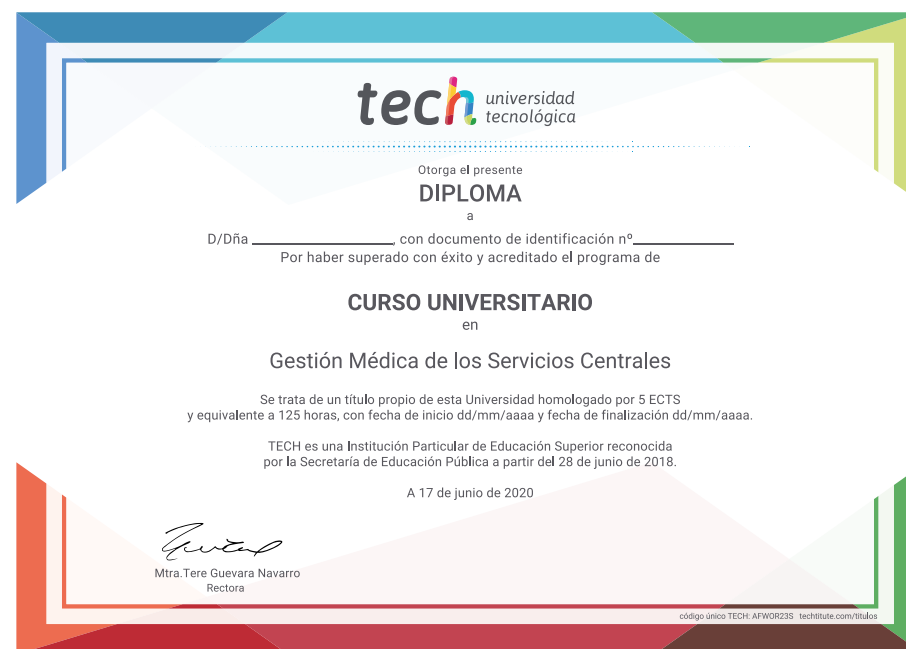 tech universidad
tecnológica
Otorga el presente
DIPLOMA
a
D/Dña ____________________, con documento de identificación nº______________
Por haber superado con éxito y acreditado el programa de
CURSO UNIVERSITARIO
en
Gestión Médica de los Servicios Centrales
Se trata de un título propio de esta Universidad homologado por 5 ECTS
y equivalente a 125 horas, con fecha de inicio dd/mm/aaaa y fecha de finalización dd/mm/aaaa.
TECH es una Institución Particular de Educación Superior reconocida
por la Secretaría de Educación Pública a partir del 28 de junio de 2018.
A 17 de junio de 2020
Mtra.Tere Guevara Navarro
Rectora
código único TECH: AFWOR23S techtitute.com/titulos